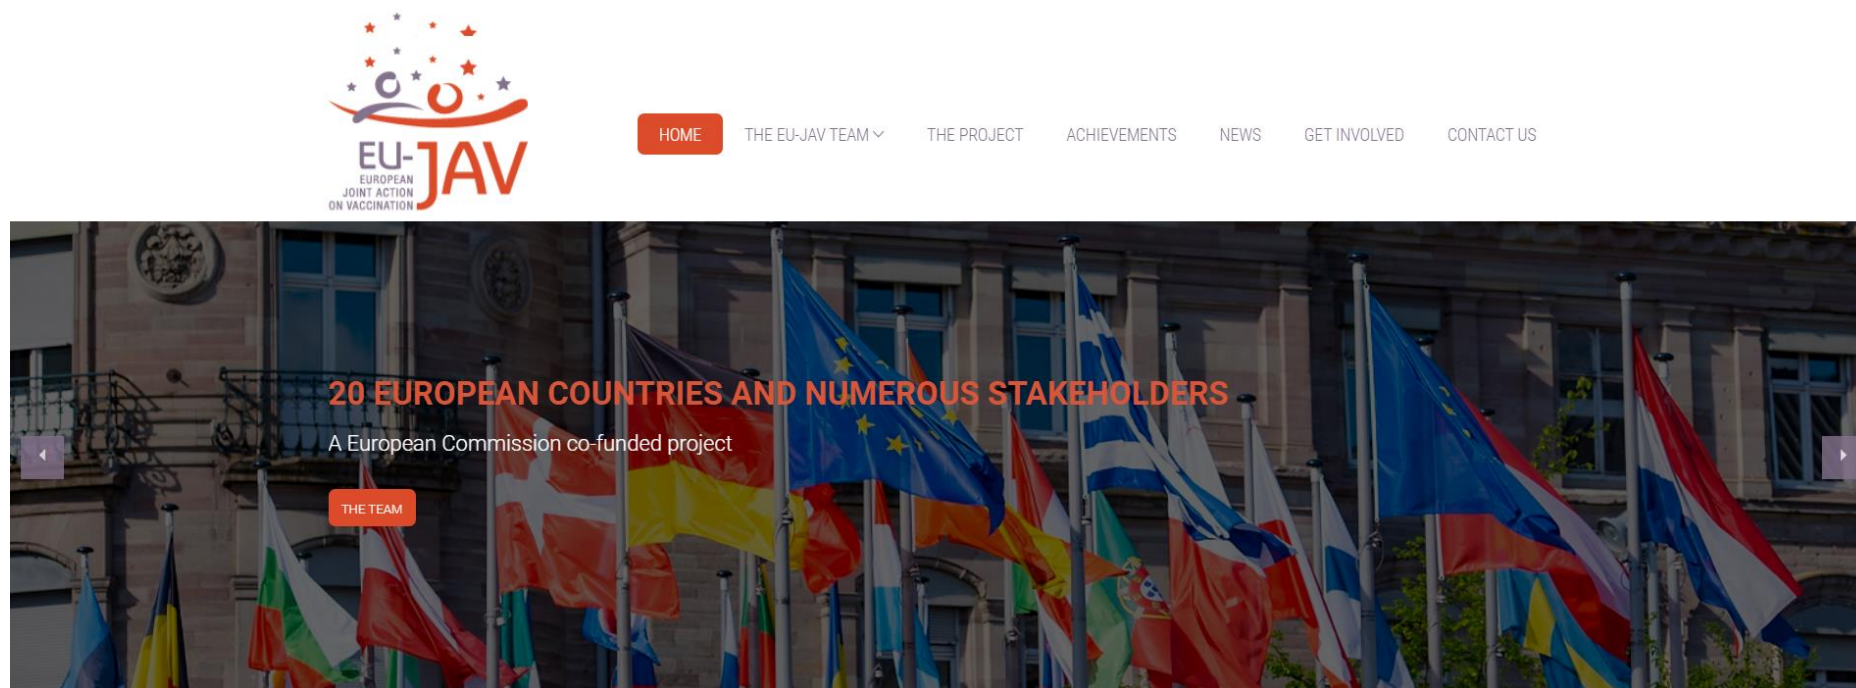 EU-JAV
EUROPEAN
JOINT ACTION
ON VACCINATION
HOME
THE EU-JAV TEAM
THE PROJECT
ACHIEVEMENTS
NEWS
GET INVOLVED
CONTACT US
20 EUROPEAN COUNTRIES AND NUMEROUS STAKEHOLDERS
A European Commission co-funded project
THE TEAM